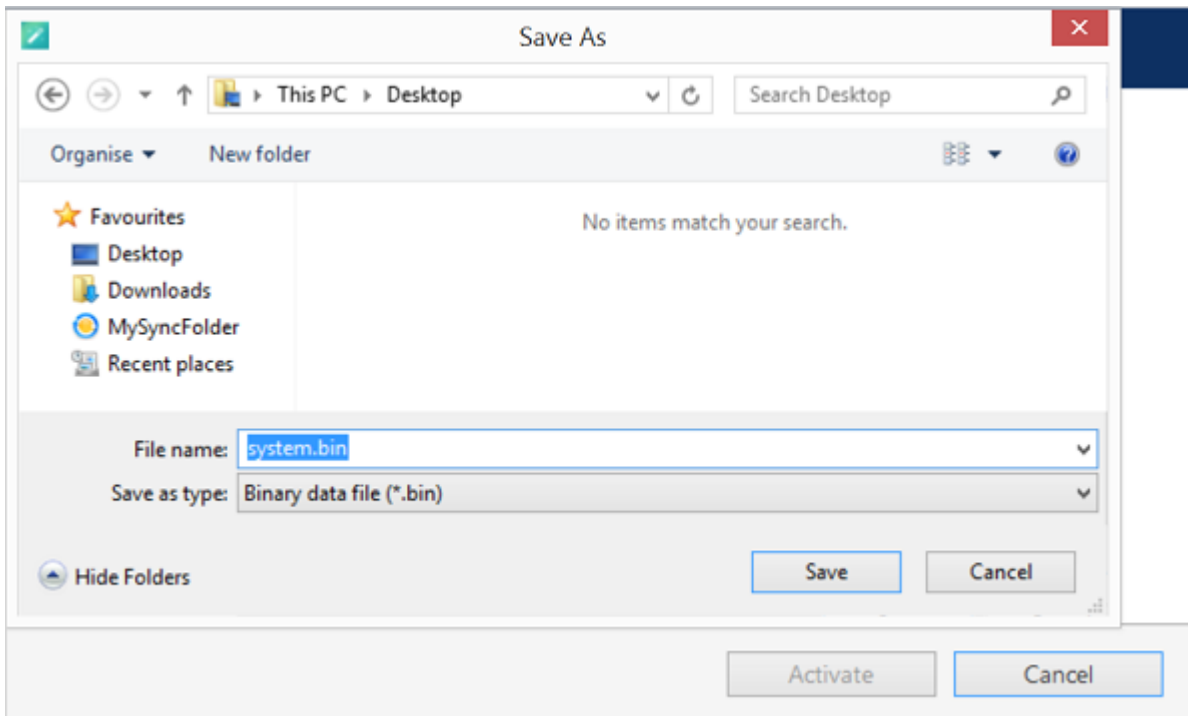 Save As
This PC Desktop
Search Desktop
Organise New folder
Favourites
No items match your search.
Desktop
Downloads
MySyncFolder
Recent places
File name: system.bin
Save as type: Binary data file (*.bin)
Hide Folders Save Cancel
Activate Cancel